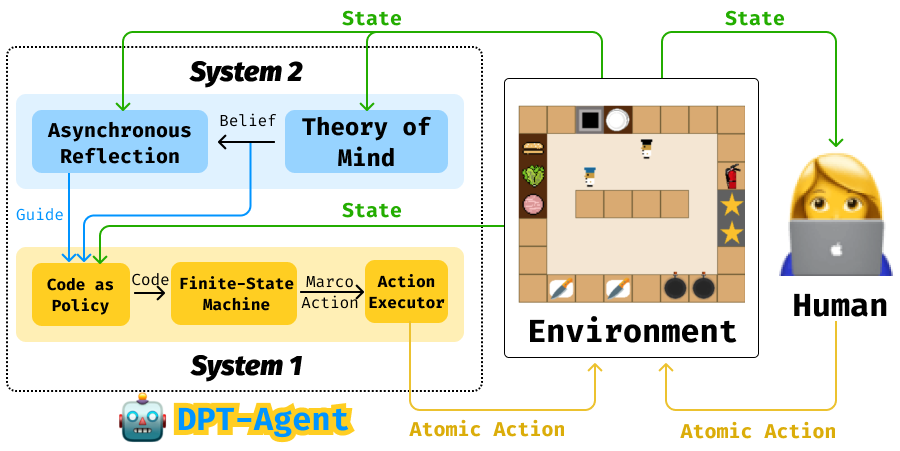 State
State
System 2
Asynchronous
Reflection
Belief
Theory of
Mind
Guide
State
Code as
Policy
Code
Finite-State
Machine
Marco
Action
Action
Executor
System 1
DPT-Agent
Environment
Human
Atomic Action
Atomic Action